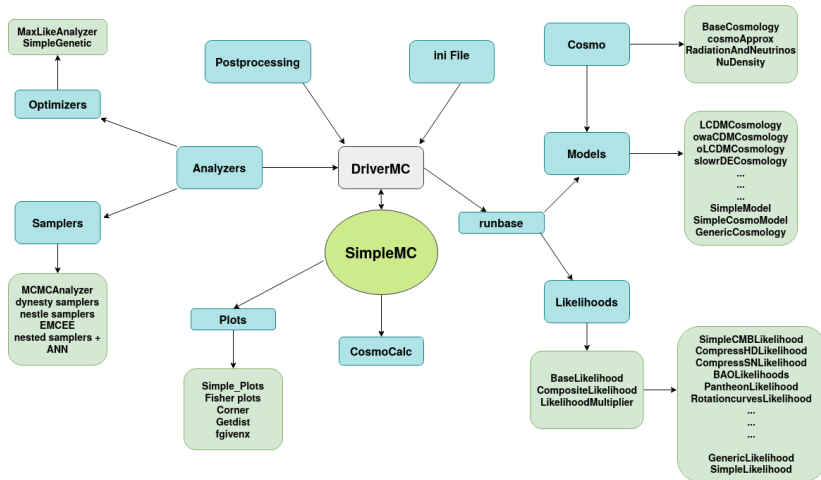 MaxLikeAnalyzer
SimpleGenetic
Optimizers
Postprocessing
ini File
Cosmo
BaseCosmology
cosmoApprox
RadiationAndNeutrinos
NuDensity
Analyzers
DriverMC
Models
LCDMCosmology
owaCDMCosmology
oLCDMCosmology
slowrDECosmology
...
...
...
SimpleModel
SimpleCosmoModel
GenericCosmology
Samplers
runbase
SimpleMC
MCMCAnalyzer
dynesty samplers
nestle samplers
EMCEE
nested samplers +
ANN
Plots
CosmoCalc
Likelihoods
Simple_Plots
Fisher plots
Corner
Getdist
fgivenx
BaseLikelihood
CompositeLikelihood
LikelihoodMultiplier
SimpleCMBLikelihood
CompressHDLikelihood
CompressSNLikelihood
BAOLikelihoods
PantheonLikelihood
RotationcurvesLikelihood
...
...
...
GenericLikelihood
SimpleLikelihood